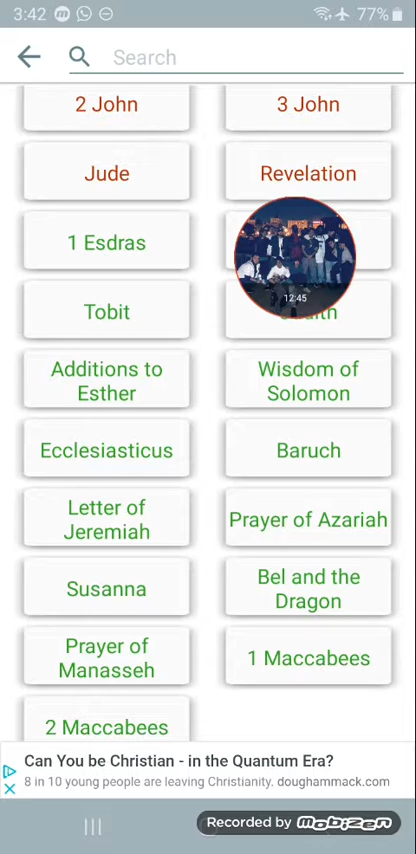 3:42 77%
Search
2 John 3 John
Jude Revelation
1 Esdras
12:45
Tobit
Additions to
Esther
Wisdom of
Solomon
Ecclesiasticus Baruch
Letter of
Jeremiah
Prayer of Azariah
Susanna
Bel and the
Dragon
Prayer of
Manasseh
1 Maccabees
2 Maccabees
Can You be Christian - in the Quantum Era?
8 in 10 young people are leaving Christianity. doughammack.com
Recorded by mobizen